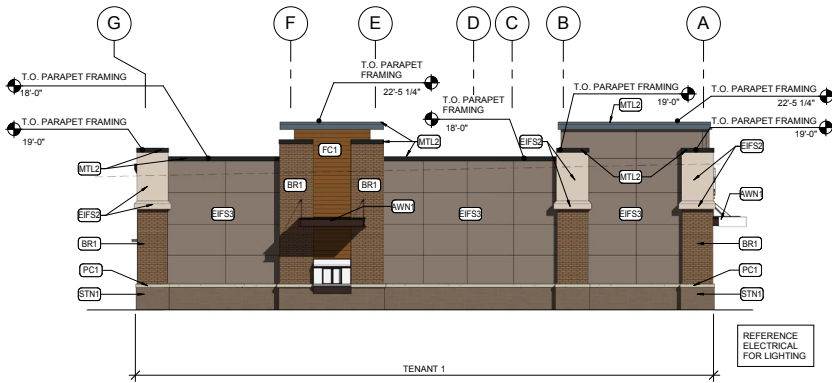 G
F
E
D
C
B
A
T.O. PARAPET FRAMING
18'-0"
T.O. PARAPET FRAMING
19'-0"
T.O. PARAPET
FRAMING
22'-5 1/4"
T.O. PARAPET FRAMING
18'-0"
T.O. PARAPET FRAMING
19'-0"
T.O. PARAPET FRAMING
22'-5 1/4"
T.O. PARAPET FRAMING
19'-0"
MTL2
MTL2
FC1
MTL2
EIFS2
MTL2
EIFS2
BR1
BR1
AWN1
AWN1
EIFS2
EIFS3
EIFS3
EIFS3
BR1
BR1
PC1
PC1
STN1
STN1
TENANT 1
REFERENCE
ELECTRICAL
FOR LIGHTING